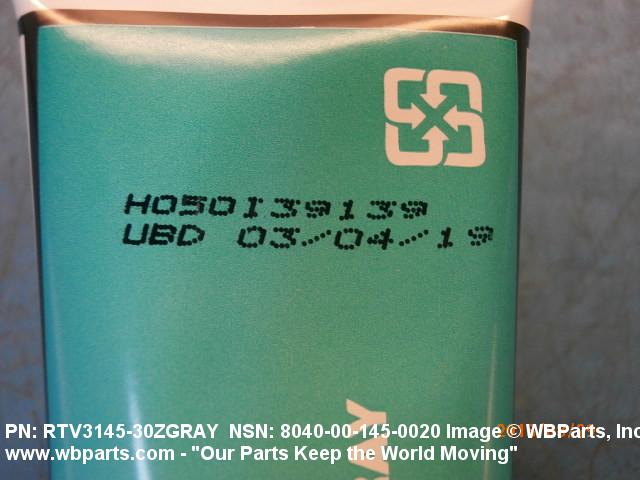 H050I39139
UBD 03/04/19
PN: RTV3145-30ZGRAY NSN: 8040-00-145-0020 Image © WBParts, Inc
www.wbparts.com - "Our Parts Keep the World Moving"